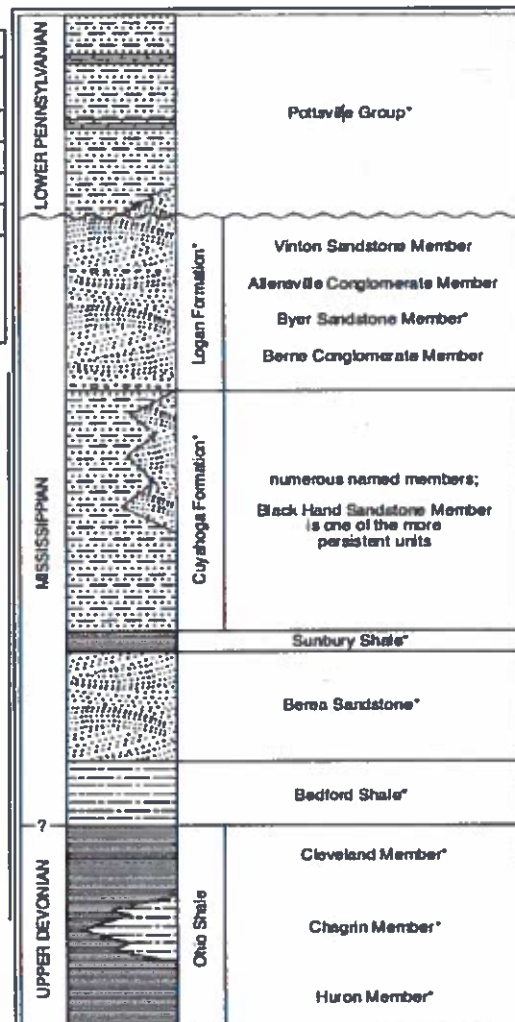 LOWER PENNSYLVANIAN
Pottsville Group*
MISSISSIPPIAN
Logan Formation*
Vinton Sandstone Member
Allensville Conglomerate Member
Byer Sandstone Member*
Berne Conglomerate Member
Cuyahoga Formation*
numerous named members;
Black Hand Sandstone Member
is one of the more
persistent units
Sunbury Shale*
Berea Sandstone*
Bedford Shale*
?
UPPER DEVONIAN
Ohio Shale
Cleveland Member*
Chagrin Member*
Huron Member*